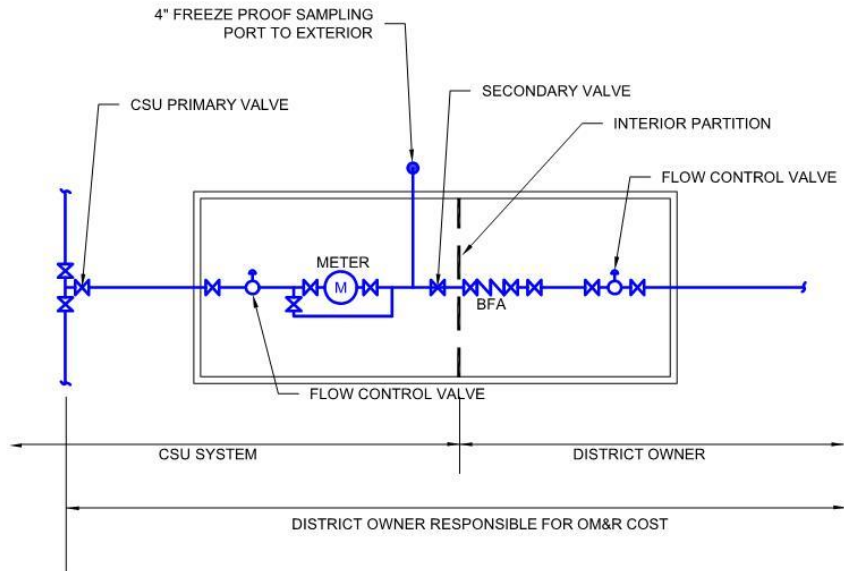 4" FREEZE PROOF SAMPLING
PORT TO EXTERIOR
CSU PRIMARY VALVE
SECONDARY VALVE
INTERIOR PARTITION
FLOW CONTROL VALVE
METER
M
BFA
FLOW CONTROL VALVE
CSU SYSTEM
DISTRICT OWNER
DISTRICT OWNER RESPONSIBLE FOR OM&R COST